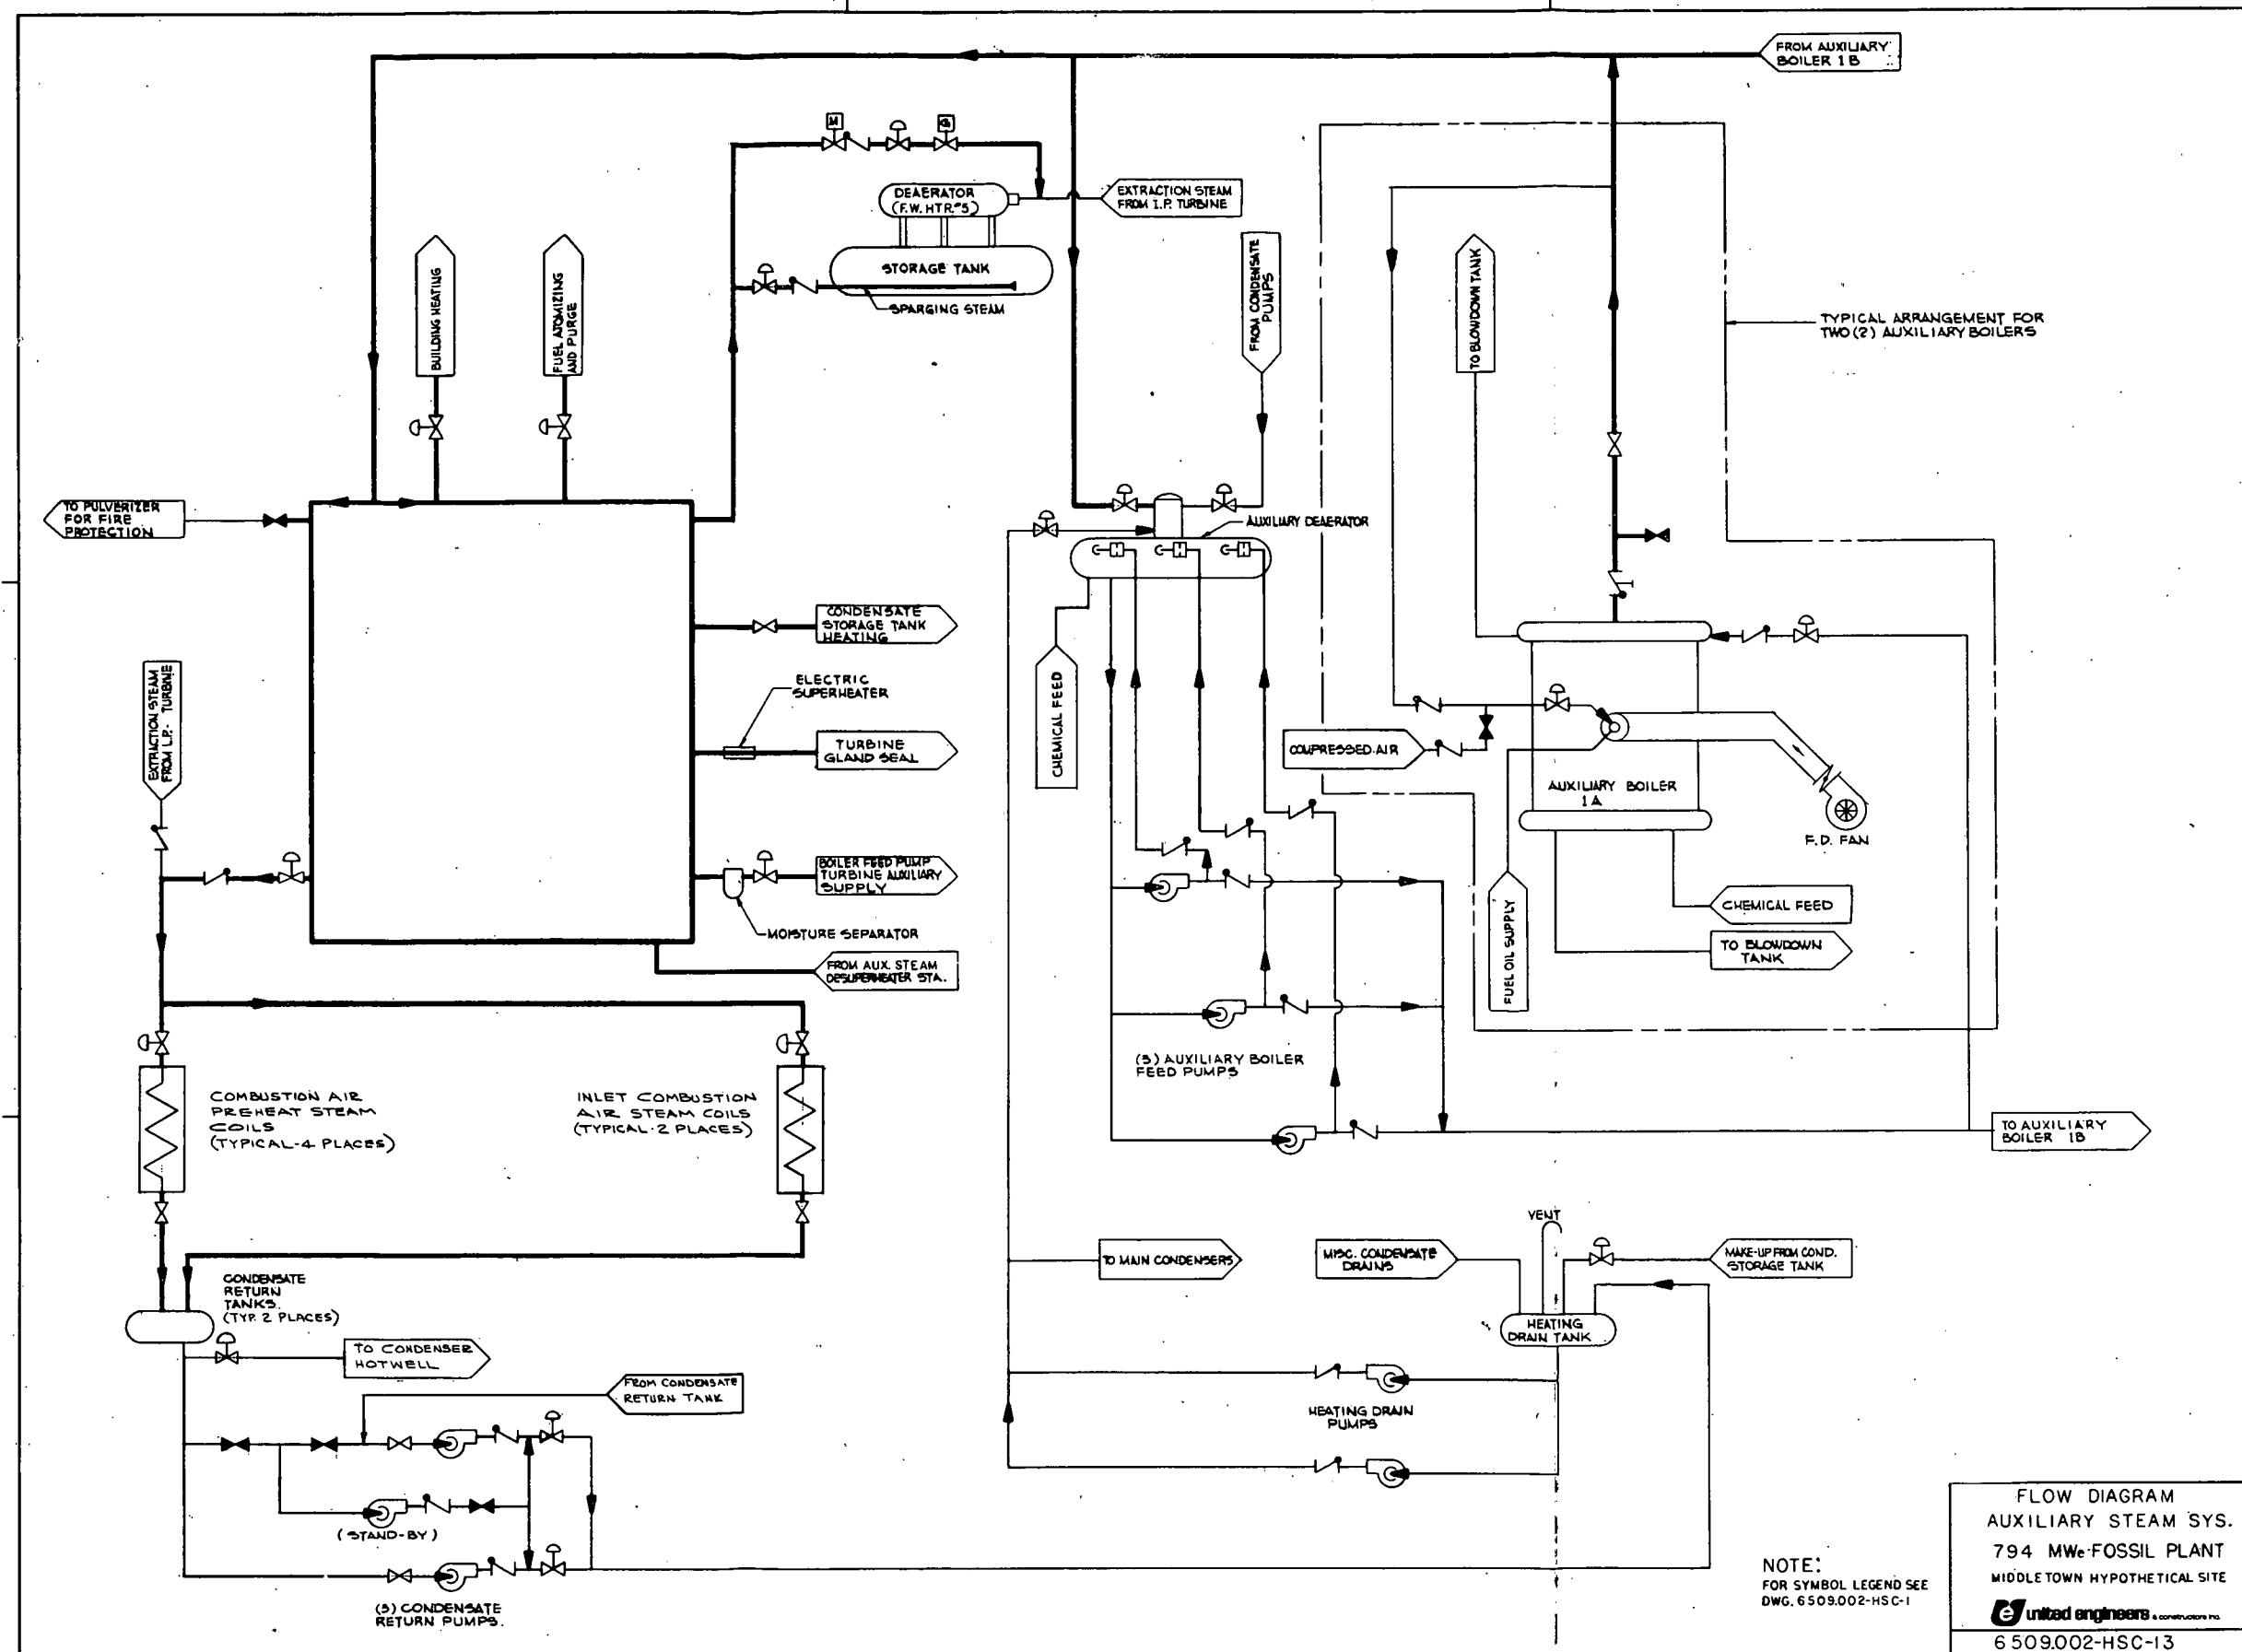 FROM AUXILIARY
BOILER 1B
M
DEAERATOR
(F.W. HTR.#5)
EXTRACTION STEAM
FROM I.P. TURBINE
STORAGE TANK
SPARGING STEAM
BUILDING HEATING
FUEL ATOMIZING
AND PURGE
FROM CONDENSATE
PUMPS
TO BLOWDOWN TANK
TYPICAL ARRANGEMENT FOR
TWO (2) AUXILIARY BOILERS
TO PULVERIZER
FOR FIRE
PROTECTION
AUXILIARY DEAERATOR
CONDENSATE
STORAGE TANK
HEATING
EXTRACTION STEAM
FROM L.P. TURBINE
ELECTRIC
SUPERHEATER
CHEMICAL FEED
TURBINE
GLAND SEAL
COMPRESSED AIR
AUXILIARY BOILER
1A
F.D. FAN
BOILER FEED PUMP
TURBINE AUXILIARY
SUPPLY
MOISTURE SEPARATOR
FUEL OIL SUPPLY
CHEMICAL FEED
TO BLOWDOWN
TANK
FROM AUX. STEAM
DESUPERHEATER STA.
(3) AUXILIARY BOILER
FEED PUMPS
COMBUSTION AIR
PREHEAT STEAM
COILS
(TYPICAL-4 PLACES)
INLET COMBUSTION
AIR STEAM COILS
(TYPICAL-2 PLACES)
TO AUXILIARY
BOILER 1B
VENT
TO MAIN CONDENSERS
MISC. CONDENSATE
DRAINS
MAKE-UP FROM COND.
STORAGE TANK
CONDENSATE
RETURN
TANKS.
(TYP. 2 PLACES)
HEATING
DRAIN TANK
TO CONDENSER
HOTWELL
FROM CONDENSATE
RETURN TANK
HEATING DRAIN
PUMPS
(STAND-BY)
(3) CONDENSATE
RETURN PUMPS.
NOTE:
FOR SYMBOL LEGEND SEE
DWG. 6509.002-HSC-1
FLOW DIAGRAM
AUXILIARY STEAM SYS.
794 MWe FOSSIL PLANT
MIDDLETOWN HYPOTHETICAL SITE
united engineers & constructors inc.
6509.002-HSC-13